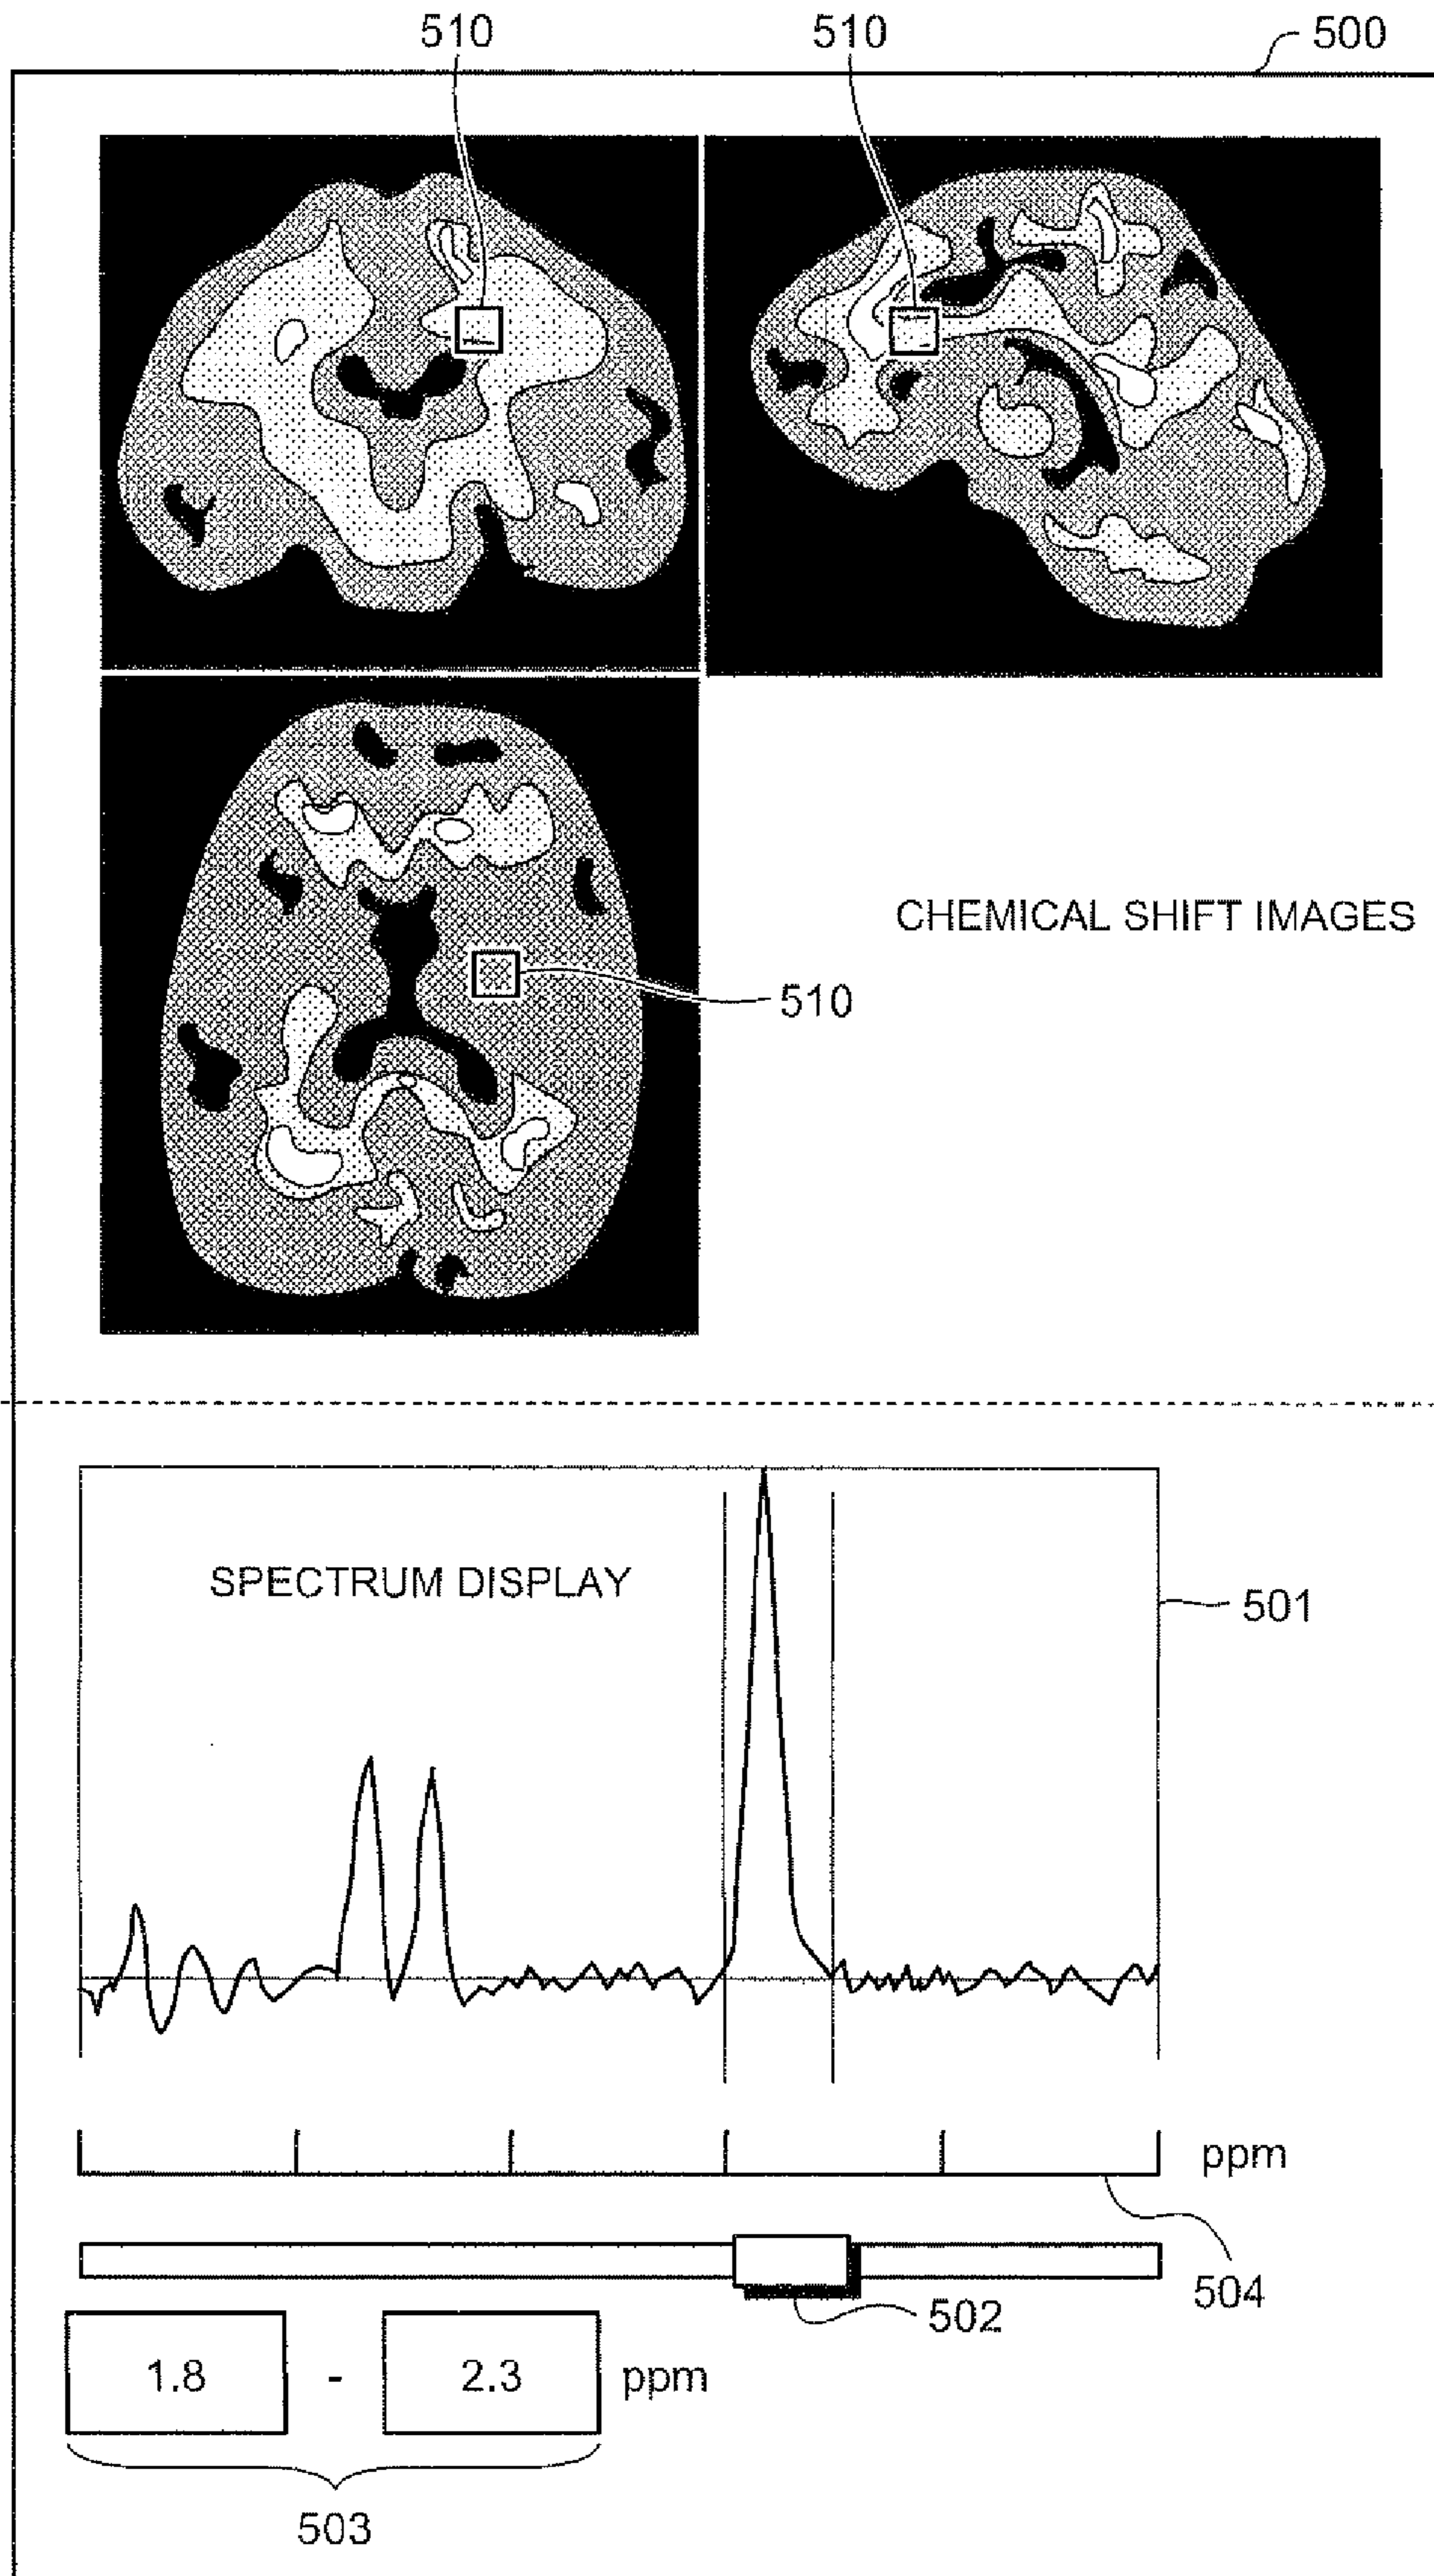 510 510 500
CHEMICAL SHIFT IMAGES
510
SPECTRUM DISPLAY
501
ppm
504
502
1.8 - 2.3 ppm
503